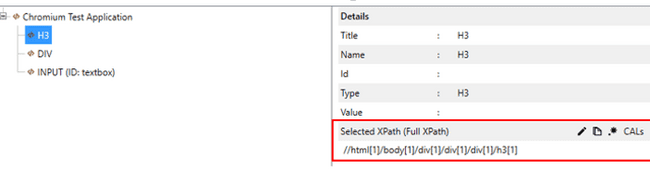 Chromium Test Application
H3
DIV
INPUT (ID: textbox)
Details
Title : H3
Name : H3
Id :
Type : H3
Value :
Selected XPath (Full XPath) CALs
//html[1]/body[1]/div[1]/div[1]/div[1]/h3[1]